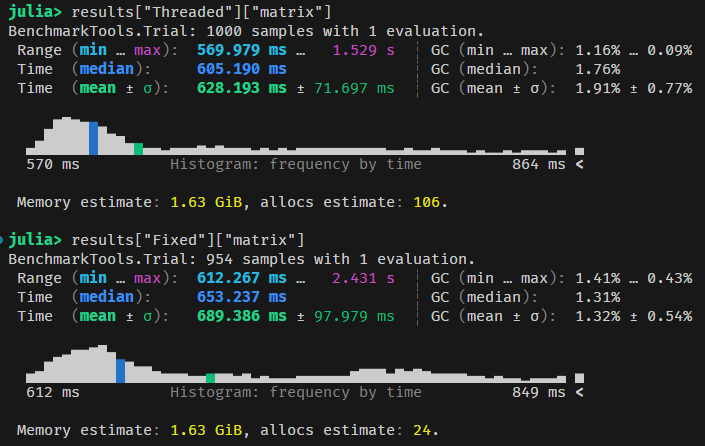 julia> results["Threaded"]["matrix"]
BenchmarkTools.Trial: 1000 samples with 1 evaluation.
Range (min … max): 569.979 ms … 1.529 s ┊ GC (min … max): 1.16% … 0.09%
Time (median): 605.190 ms ┊ GC (median): 1.76%
Time (mean ± σ): 628.193 ms ± 71.697 ms ┊ GC (mean ± σ): 1.91% ± 0.77%
570 ms Histogram: frequency by time 864 ms <
Memory estimate: 1.63 GiB, allocs estimate: 106.
julia> results["Fixed"]["matrix"]
BenchmarkTools.Trial: 954 samples with 1 evaluation.
Range (min … max): 612.267 ms … 2.431 s ┊ GC (min … max): 1.41% … 0.43%
Time (median): 653.237 ms ┊ GC (median): 1.31%
Time (mean ± σ): 689.386 ms ± 97.979 ms ┊ GC (mean ± σ): 1.32% ± 0.54%
612 ms Histogram: frequency by time 849 ms <
Memory estimate: 1.63 GiB, allocs estimate: 24.